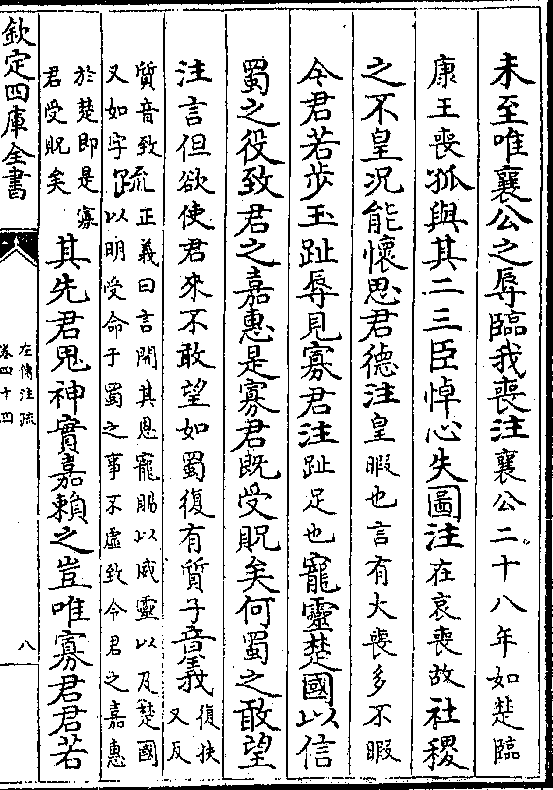 未至唯襄公之辱臨我喪注襄公二十八年如楚臨
康王喪孤與其二三臣悼心失圖注在哀喪故社稷
之不皇況能懷思君德注皇暇也言有大喪多不暇
今君若步玉趾辱見寡君注趾足也寵靈楚國以信
蜀之役致君之嘉惠是寡君既受貺矣何蜀之敢望
注言但欲使君來不敢望如蜀復有質子音義復扶又反
質音致疏正義曰言開其恩寵賜以威靈以及楚國
又如字以明受命于蜀之事不虛致令君之嘉惠
於楚即是寡
君受貺矣其先君鬼神實嘉賴之豈唯寡君君若
欽定四庫全書
左傳注疏
卷四十四
八